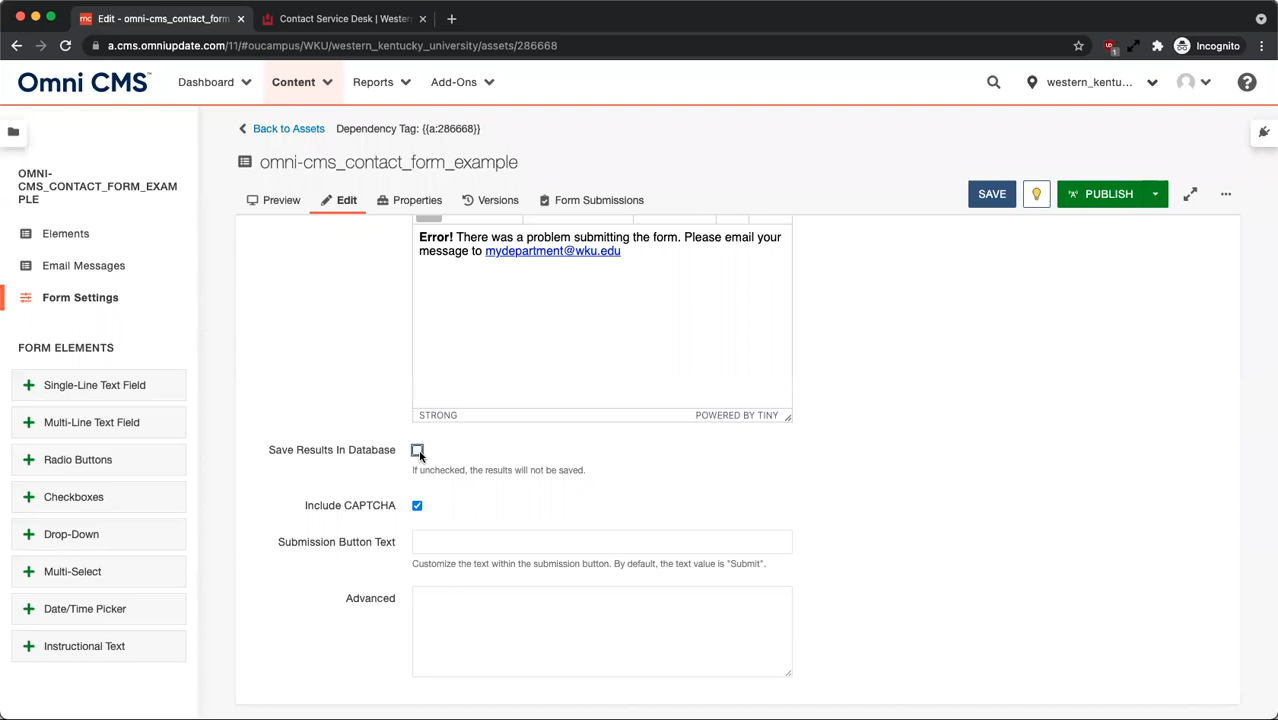 Edit - omni-cms_contact_form
Contact Service Desk | Wester
a.cms.omniupdate.com/11/#oucampus/WKU/western_kentucky_university/assets/286668
1
Incognito
Omni CMS™
Dashboard
Content
Reports
Add-Ons
western_kentu...
Back to Assets
Dependency Tag: {{a:286668}}
omni-cms_contact_form_example
OMNI-
CMS_CONTACT_FORM_EXAM
PLE
Preview
Edit
Properties
Versions
Form Submissions
SAVE
PUBLISH
Elements
Email Messages
Form Settings
FORM ELEMENTS
Single-Line Text Field
Multi-Line Text Field
Radio Buttons
Checkboxes
Drop-Down
Multi-Select
Date/Time Picker
Instructional Text
Error! There was a problem submitting the form. Please email your
message to mydepartment@wku.edu
STRONG
POWERED BY TINY
Save Results In Database
If unchecked, the results will not be saved.
Include CAPTCHA
Submission Button Text
Customize the text within the submission button. By default, the text value is "Submit".
Advanced